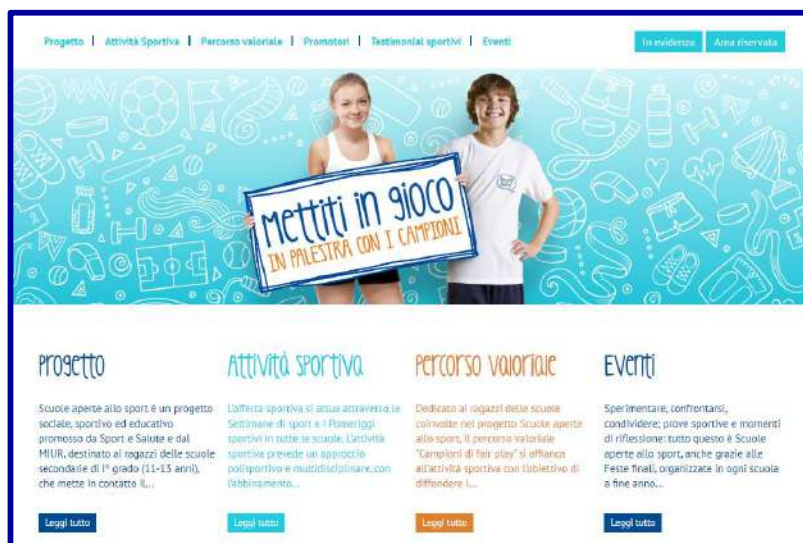 Progetto | Attività Sportiva | Percorso valoriale | Promotori | Testimonial sportivi | Eventi
In evidenza Area riservata
Mettiti in gioco
IN PALESTRA CON I CAMPIONI
Progetto
Scuole aperte allo sport è un progetto
sociale, sportivo ed educativo
promosso da Sport e Salute e dal
MIUR, destinato ai ragazzi delle scuole
secondarie di I° grado (11-13 anni),
che mette in contatto il...
Leggi tutto
Attività sportiva
L'offerta sportiva si attua attraverso le
Settimane di sport e i Pomeriggi
sportivi in tutte le scuole. L'attività
sportiva prevede un approccio
polisportivo e multidisciplinare, con
l'abbinamento...
Leggi tutto
Percorso valoriale
Dedicato ai ragazzi delle scuole
coinvolte nel progetto Scuole aperte
allo sport, il percorso valoriale
"Campioni di fair play" si affianca
all'attività sportiva con l'obiettivo di
diffondere i...
Leggi tutto
Eventi
Sperimentare, confrontarsi,
condividere; prove sportive e momenti
di riflessione: tutto questo è Scuole
aperte allo sport, anche grazie alle
Feste finali, organizzate in ogni scuola
a fine anno...
Leggi tutto